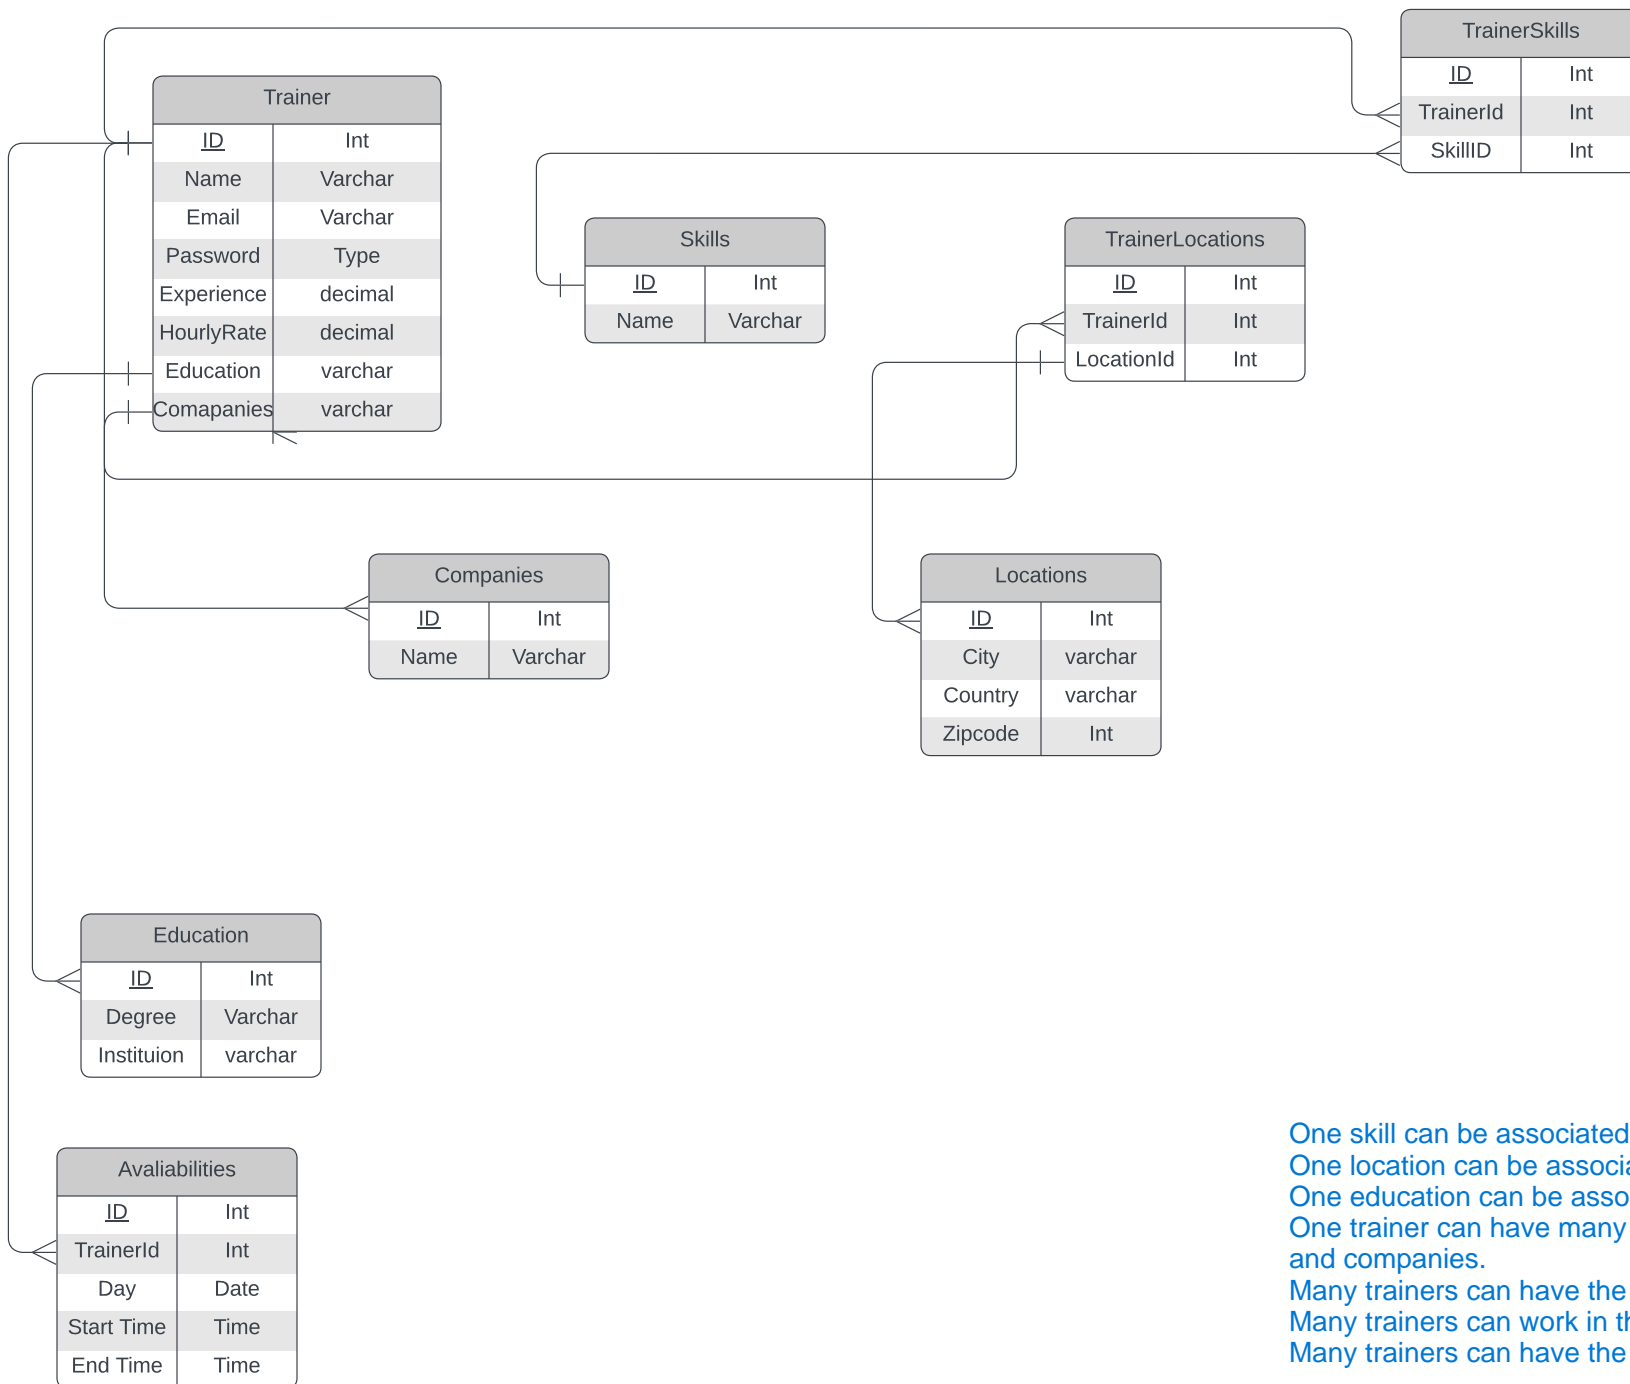 TrainerSkills
ID Int
TrainerId Int
SkillID Int
Trainer
ID Int
Name Varchar
Email Varchar
Password Type
Experience decimal
HourlyRate decimal
Education varchar
Comapanies varchar
Skills
ID Int
Name Varchar
TrainerLocations
ID Int
TrainerId Int
LocationId Int
Companies
ID Int
Name Varchar
Locations
ID Int
City varchar
Country varchar
Zipcode Int
Education
ID Int
Degree Varchar
Instituion varchar
Avaliabilities
ID Int
TrainerId Int
Day Date
Start Time Time
End Time Time
One skill can be associated
One location can be
One education can be
One trainer can have many
and companies.
Many trainers can have the
Many trainers can work in
Many trainers can have the